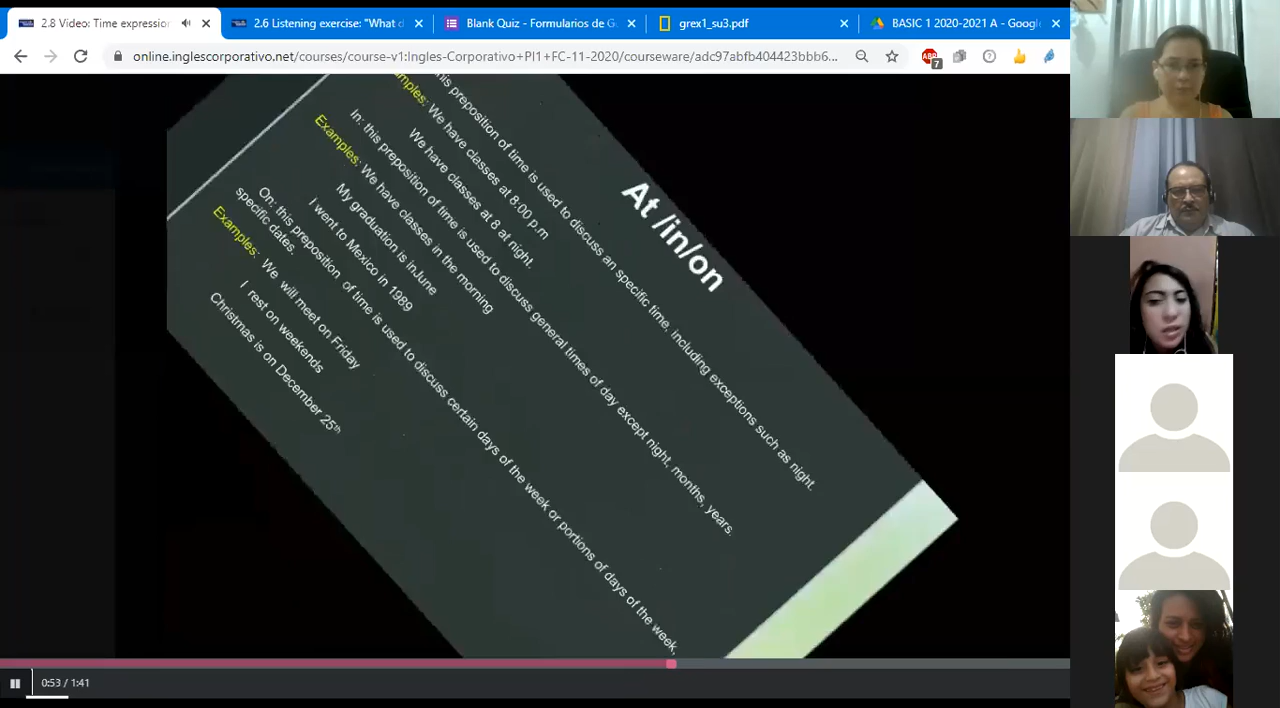 2.8 Video: Time expression
2.6 Listening exercise: "What d
Blank Quiz - Formularios de G
grex1_su3.pdf
BASIC 1 2020-2021 A - Google
online.inglescorporativo.net/courses/course-v1:Ingles-Corporativo+PI1+FC-11-2020/courseware/adc97abfb404423bbb6...
ABP
7
At /in/on
his preposition of time is used to discuss an specific time, including exceptions such as night.
amples: We have classes at 8:00 p.m
We have classes at 8 at night.
In: this preposition of time is used to discuss general times of day except night, months, years.
Examples: We have classes in the morning
My graduation is inJune
I went to Mexico in 1989
On: this preposition of time is used to discuss certain days of the week or portions of days of the week,
specific dates.
Examples: We will meet on Friday
I rest on weekends
Christmas is on December 25th
0:53 / 1:41